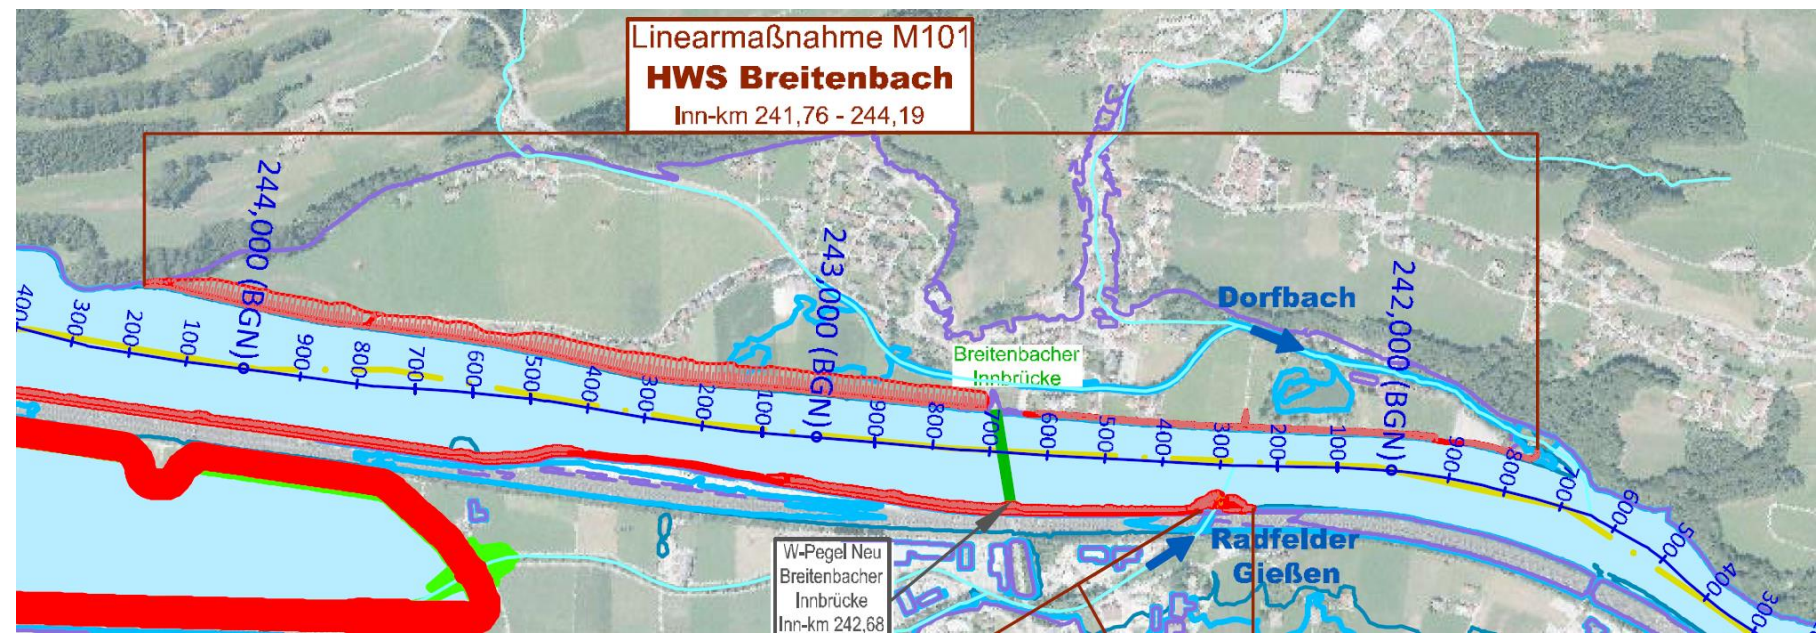 Linearmaßnahme M101
HWS Breitenbach
Inn-km 241,76 - 244,19
244,000 (BGN)
243,000 (BGN)
242,000 (BGN)
Dorfbach
Breitenbacher
Innbrücke
400
300
200
100
900
800
700
600
500
400
300
200
100
900
800
700
600
500
400
300
200
100
900
800
700
600
500
400
300
W-Pegel Neu
Breitenbacher
Innbrücke
Inn-km 242,68
Radfelder
Gießen